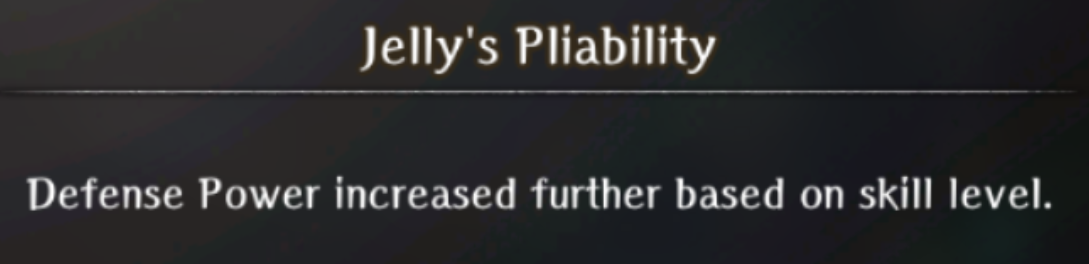 Jelly's Pliability
Defense Power increased further based on skill level.